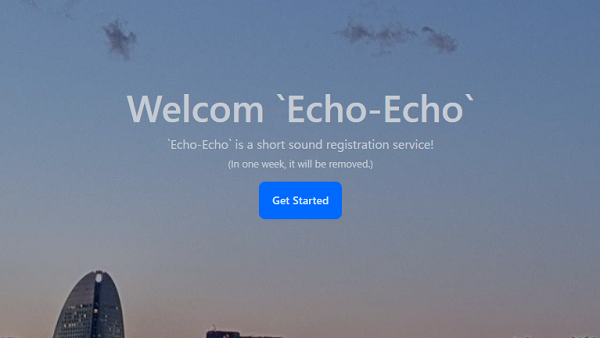 Welcom `Echo-Echo`
`Echo-Echo` is a short sound registration service!
(In one week, it will be removed.)
Get Started